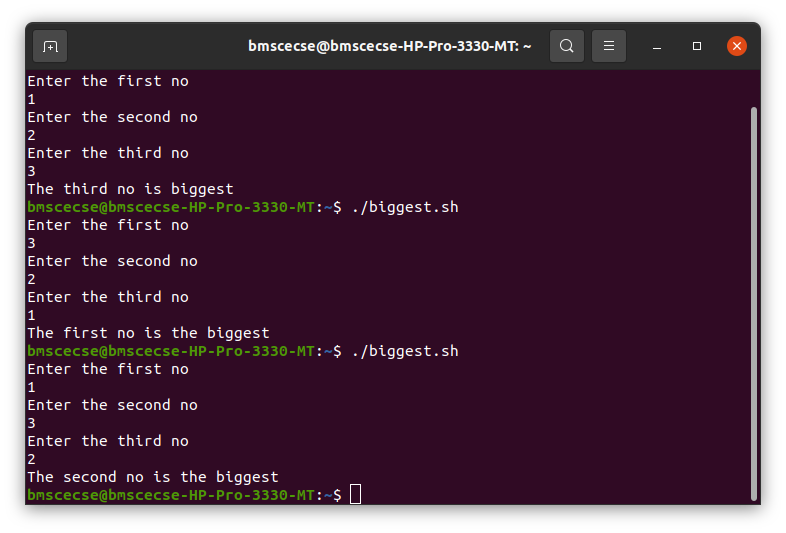 bmscecse@bmscecse-HP-Pro-3330-MT: ~
Enter the first no
1
Enter the second no
2
Enter the third no
3
The third no is biggest
bmscecse@bmscecse-HP-Pro-3330-MT:~$ ./biggest.sh
Enter the first no
3
Enter the second no
2
Enter the third no
1
The first no is the biggest
bmscecse@bmscecse-HP-Pro-3330-MT:~$ ./biggest.sh
Enter the first no
1
Enter the second no
3
Enter the third no
2
The second no is the biggest
bmscecse@bmscecse-HP-Pro-3330-MT:~$